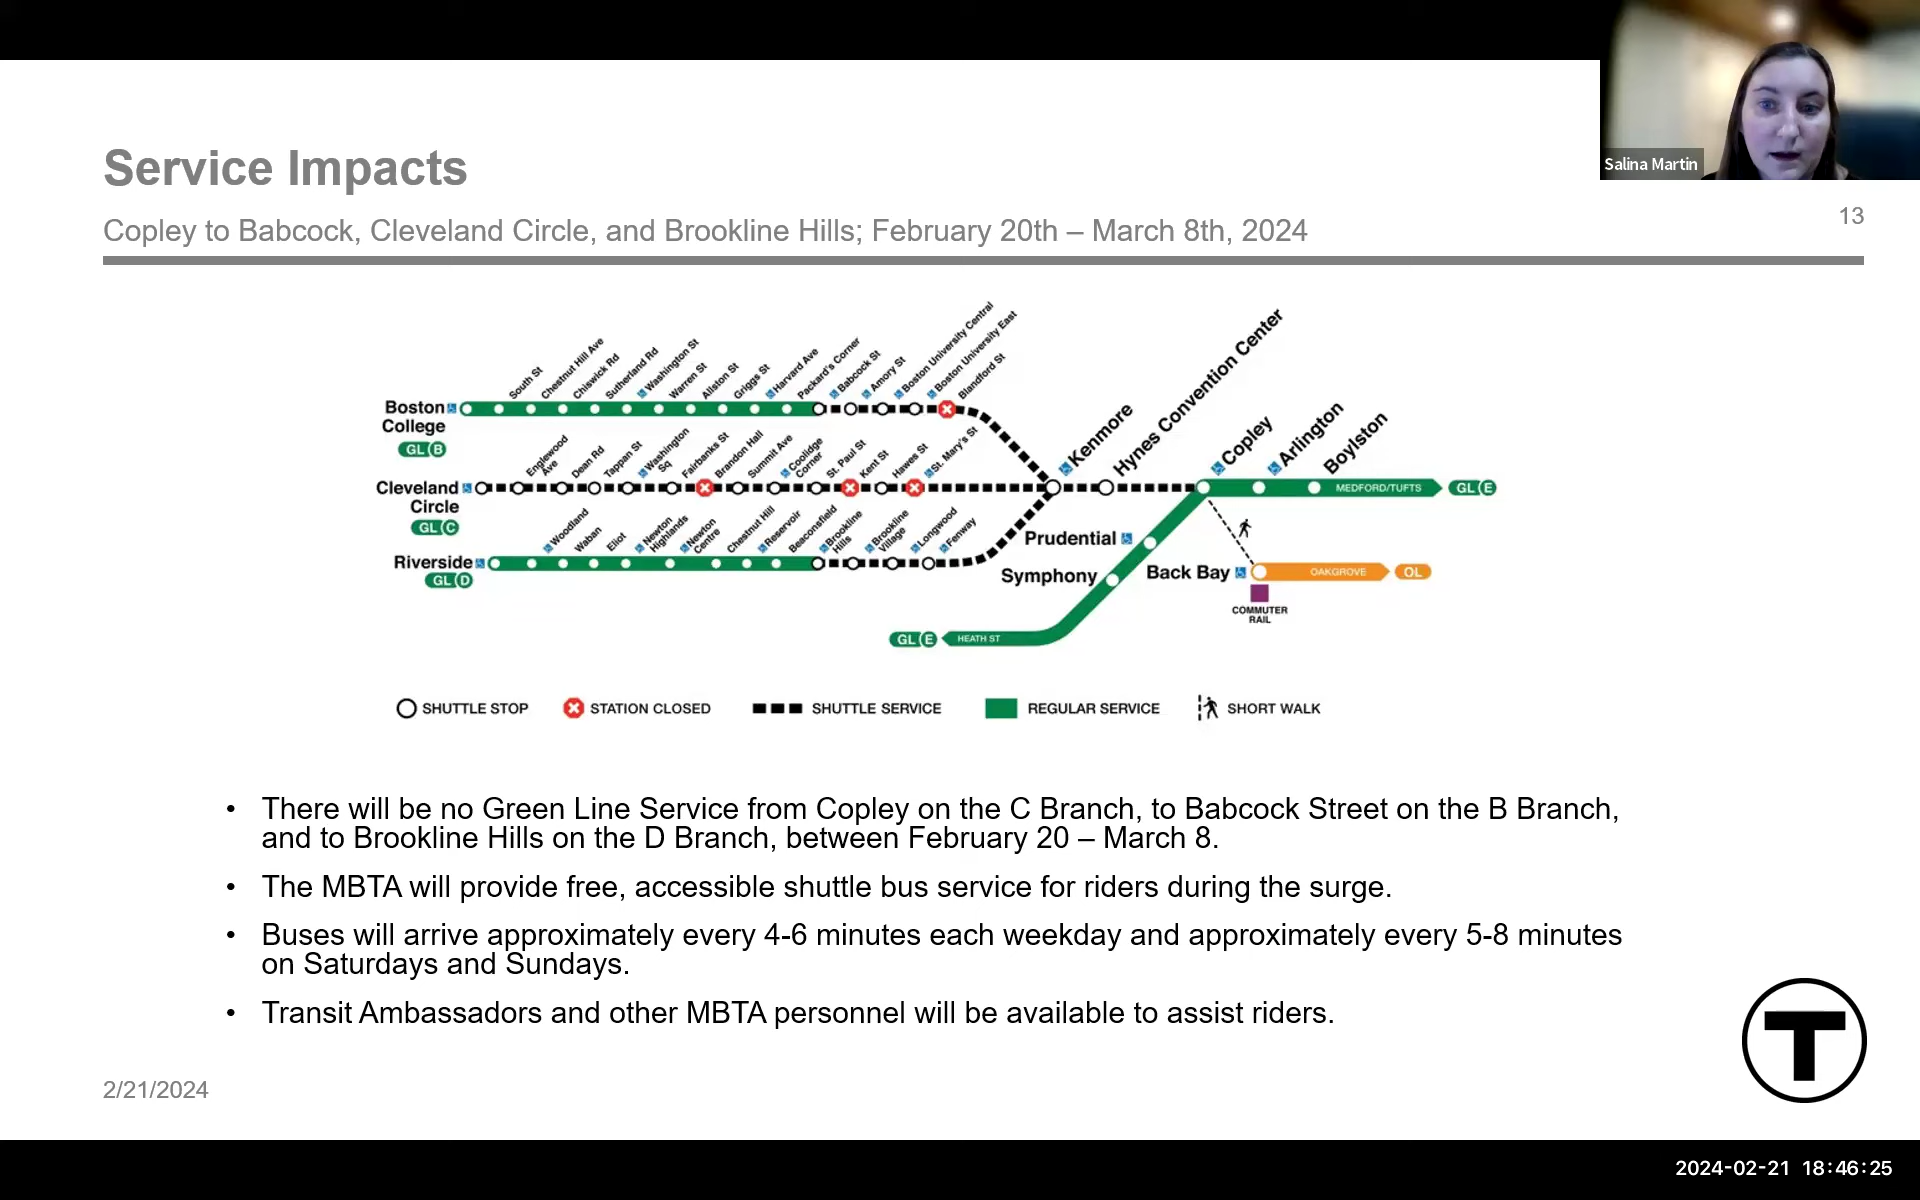 Salina Martin
Service Impacts
13
Copley to Babcock, Cleveland Circle, and Brookline Hills; February 20th – March 8th, 2024
Boston College
GL B
South St
Chestnut Hill Ave
Chiswick Rd
Sutherland Rd
Washington St
Warren St
Allston St
Griggs St
Harvard Ave
Packard's Corner
Babcock St
Amory St
Boston University Central
Boston University East
Blandford St
Cleveland Circle
GL C
Englewood Ave
Dean Rd
Tappan St
Washington Sq
Fairbanks St
Brandon Hall
Summit Ave
Coolidge Corner
St. Paul St
Kent St
Hawes St
St. Mary's St
Kenmore
Hynes Convention Center
Copley
Arlington
Boylston
MEDFORD/TUFTS
GL E
Riverside
GL D
Woodland
Waban
Eliot
Newton Highlands
Newton Centre
Chestnut Hill
Reservoir
Beaconsfield
Brookline Hills
Brookline Village
Longwood
Fenway
Prudential
Symphony
Back Bay
OAKGROVE
OL
COMMUTER
RAIL
GL E
HEATH ST
SHUTTLE STOP
STATION CLOSED
SHUTTLE SERVICE
REGULAR SERVICE
SHORT WALK
• There will be no Green Line Service from Copley on the C Branch, to Babcock Street on the B Branch,
and to Brookline Hills on the D Branch, between February 20 – March 8.
• The MBTA will provide free, accessible shuttle bus service for riders during the surge.
• Buses will arrive approximately every 4-6 minutes each weekday and approximately every 5-8 minutes
on Saturdays and Sundays.
• Transit Ambassadors and other MBTA personnel will be available to assist riders.
T
2/21/2024
2024-02-21 18:46:25